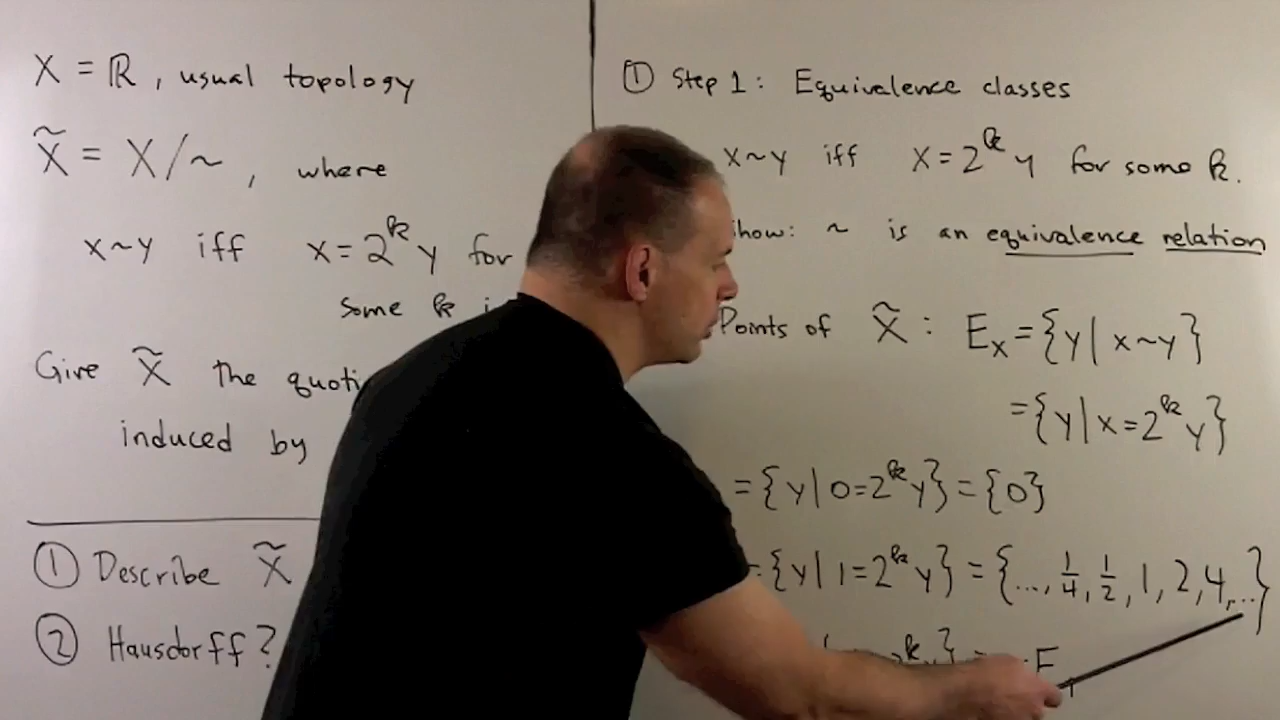 X = ℝ, usual topology
X̃ = X/~, where
x~y iff x = 2^k y for
some k
Give X̃ the
induced by
① Describe X̃
② Hausdorff?
① Step 1: Equivalence classes
x~y iff x = 2^k y for some k.
~ is an equivalence relation
Points of X̃: E_x = {y | x~y}
= {y | x = 2^k y}
= {y | 0 = 2^k y} = {0}
= {y | 1 = 2^k y} = {..., 1/4, 1/2, 1, 2, 4, ...}